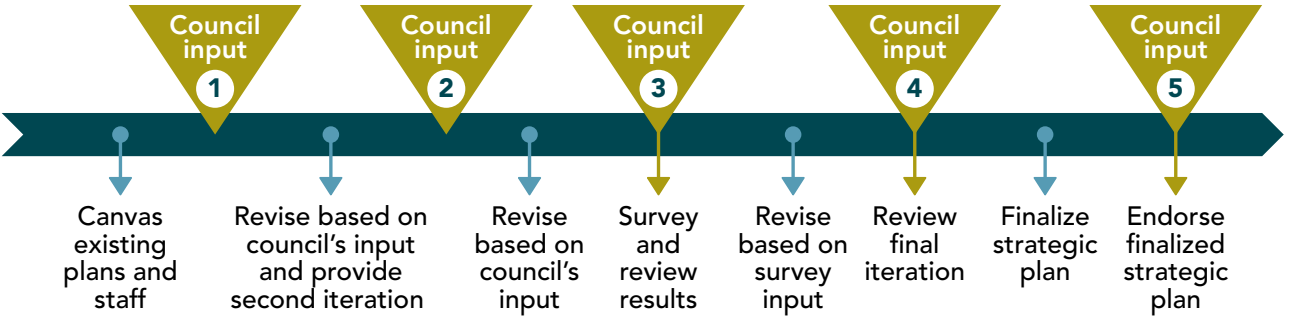 Council
input
1
Council
input
2
Council
input
3
Council
input
4
Council
input
5
Canvas
existing
plans and
staff
Revise based on
council's input
and provide
second iteration
Revise
based on
council's
input
Survey
and
review
results
Revise
based on
survey
input
Review
final
iteration
Finalize
strategic
plan
Endorse
finalized
strategic
plan